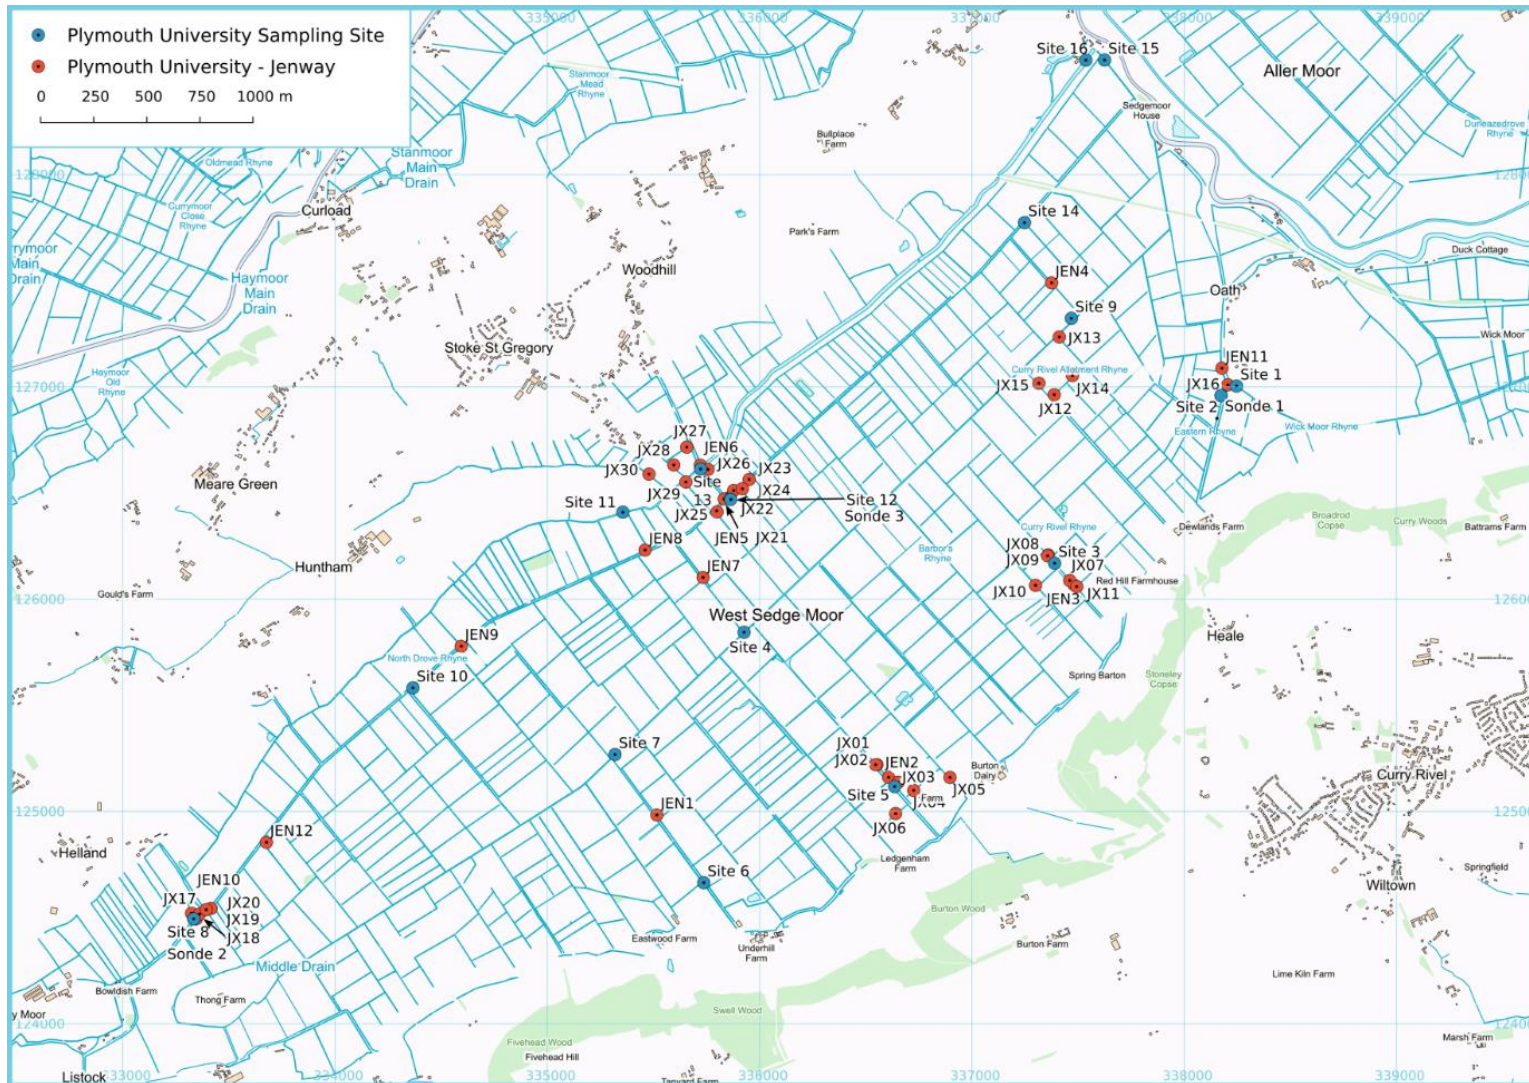 Plymouth University Sampling Site
Plymouth University - Jenway
0 250 500 750 1000 m
335000
336000
337000
338000
339000
Stanmoor
Mead
Rhyne
Site 16
Site 15
Aller Moor
Sedgemoor
House
Bullplace
Farm
Oldmead Rhyne
Stanmoor
Main
Drain
128000
Currymoor
Close
Rhyne
Curload
Site 14
Park's Farm
Duck Cottage
Main
Drain
Haymoor
Main
Drain
Woodhill
JEN4
Oath
Site 9
Wick Moor
Stoke St Gregory
JX13
Haymoor
Old
Rhyne
127000
Curry Rivel Allotment Rhyne
JX15
JX14
JX12
JEN11
Site 1
JX16
Site 2
Sonde 1
Eastern Rhyne
Wick Moor Rhyne
JX27
JX28
JEN6
JX26
JX23
JX30
Meare Green
JX29
Site
13
JX24
JX22
Site 12
Sonde 3
Site 11
JX25
JEN5
JX21
Curry Rivel Rhyne
Dewlands Farm
Broadrod
Copse
Curry Woods
Battrams Farm
JEN8
Barbor's
Rhyne
JX08
Site 3
JX09
JX07
JEN7
Huntham
Gould's Farm
JX10
JEN3
JX11
Red Hill Farmhouse
126000
West Sedge Moor
Heale
JEN9
Site 4
North Drove Rhyne
Site 10
Spring Barton
Stoneley
Copse
Site 7
JX01
JX02
JEN2
JX03
Burton
Dairy
Site 5
JX04
Farm
JX05
Curry Rivel
JEN1
125000
JX06
JEN12
Helland
Ledgenham
Farm
Springfield
Site 6
Wiltown
JEN10
JX17
JX20
JX19
JX18
Site 8
Sonde 2
Burton Wood
Eastwood Farm
Underhill
Farm
Burton Farm
Middle Drain
Lime Kiln Farm
Bowldish Farm
Thong Farm
y Moor
Swell Wood
124000
Fivehead Wood
Fivehead Hill
Marsh Farm
Listock
333000
334000
335000
336000
337000
338000
339000